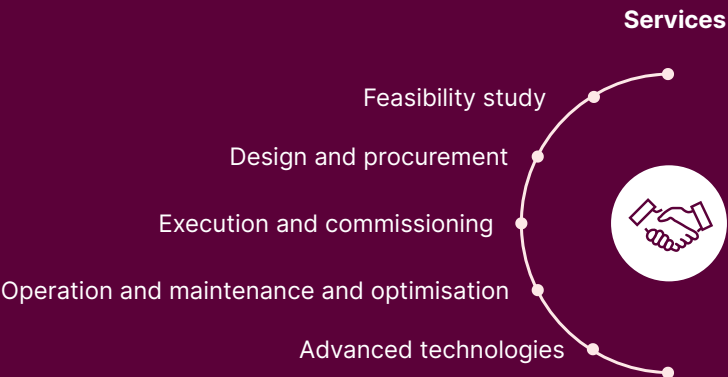 Services
Feasibility study
Design and procurement
Execution and commissioning
Operation and maintenance and optimisation
Advanced technologies